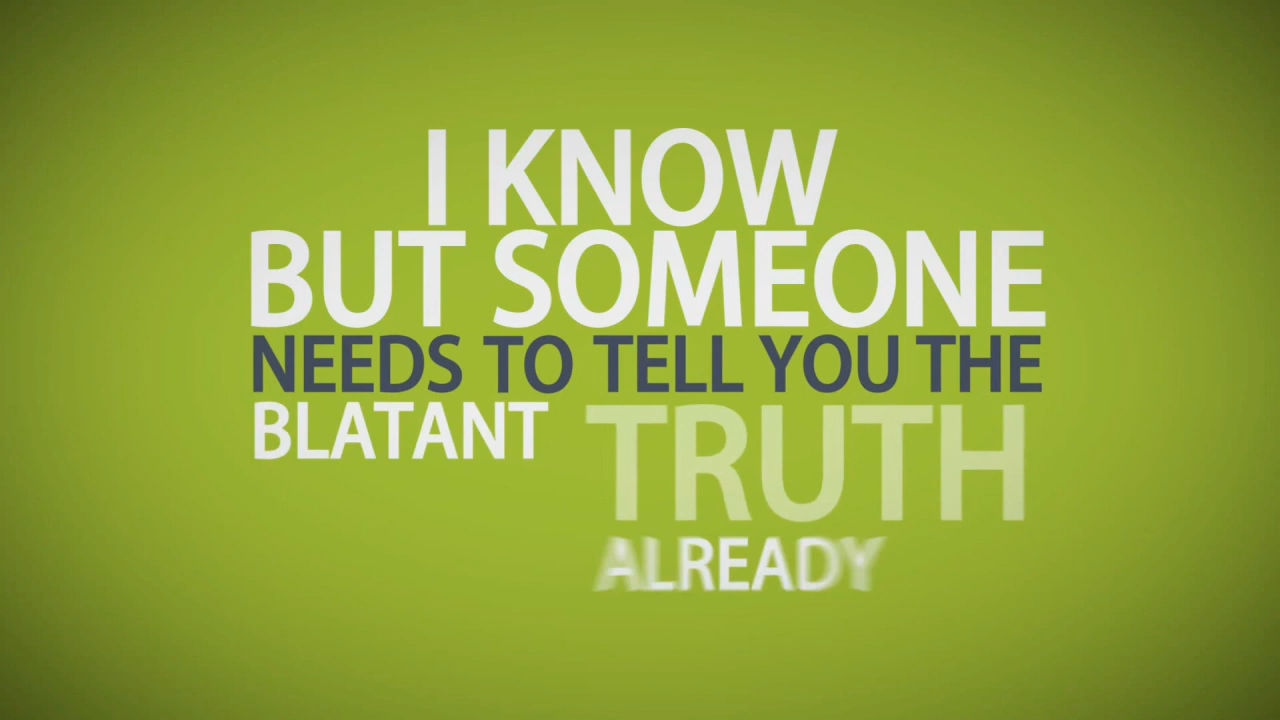 I KNOW
BUT SOMEONE
NEEDS TO TELL YOU THE
BLATANT TRUTH
ALREADY